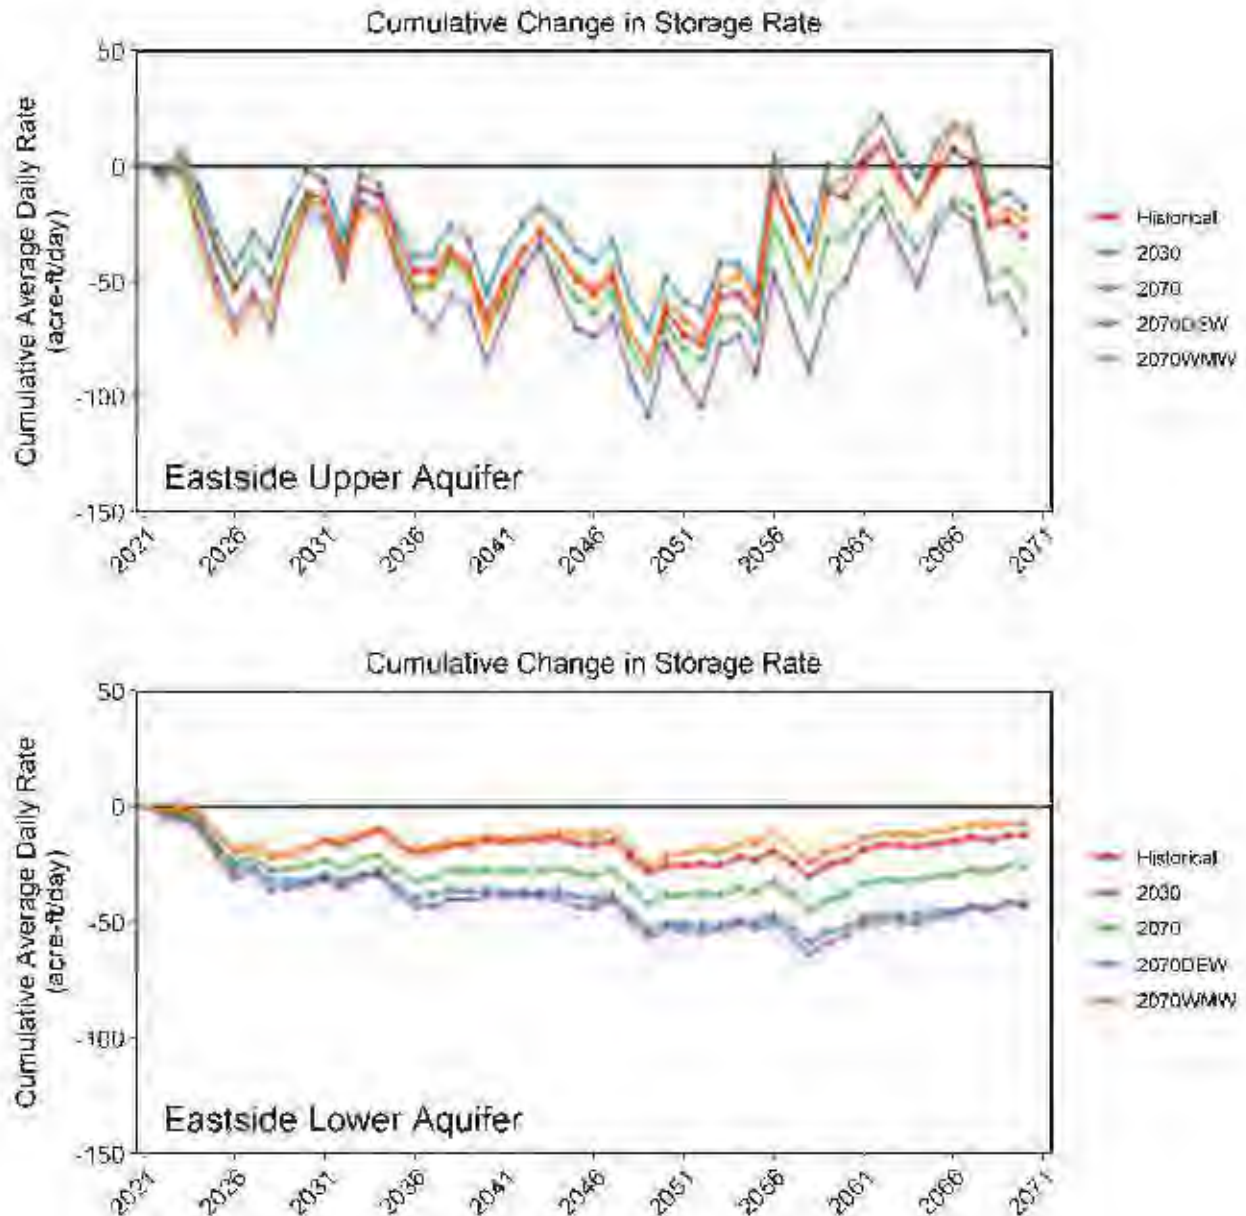 Cumulative Change in Storage Rate
Cumulative Average Daily Rate
(acre-ft/day)
50
0
-50
-100
-150
Eastside Upper Aquifer
2021
2026
2031
2036
2041
2046
2051
2056
2061
2066
2071
Historical
2030
2070
2070DEW
2070WMW
Cumulative Change in Storage Rate
Cumulative Average Daily Rate
(acre-ft/day)
50
0
-50
-100
-150
Eastside Lower Aquifer
2021
2026
2031
2036
2041
2046
2051
2056
2061
2066
2071
Historical
2030
2070
2070DEW
2070WMW